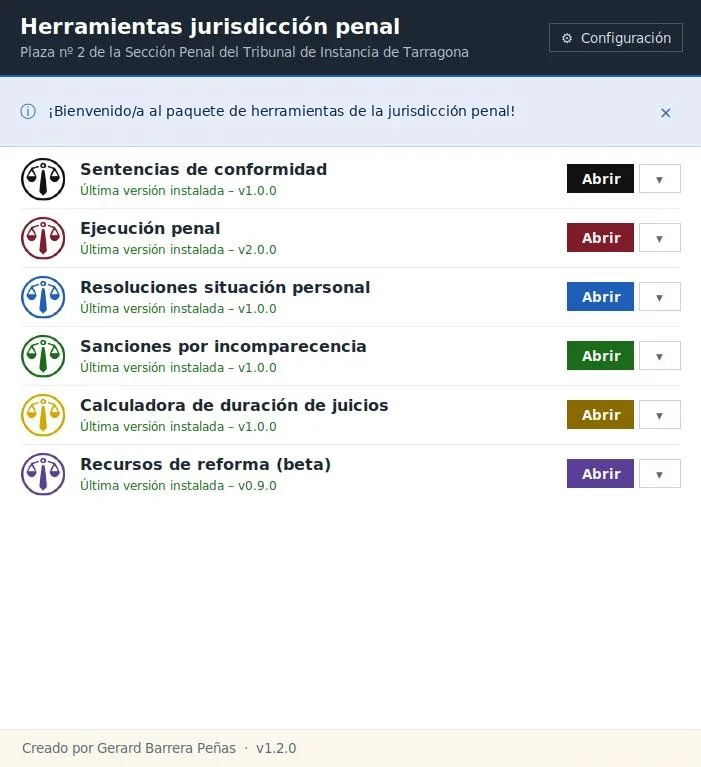 Herramientas jurisdicción penal
Plaza nº 2 de la Sección Penal del Tribunal de Instancia de Tarragona
⚙ Configuración
ⓘ ¡Bienvenido/a al paquete de herramientas de la jurisdicción penal! ×
Sentencias de conformidad
Última versión instalada – v1.0.0
Abrir ▼
Ejecución penal
Última versión instalada – v2.0.0
Abrir ▼
Resoluciones situación personal
Última versión instalada – v1.0.0
Abrir ▼
Sanciones por incomparecencia
Última versión instalada – v1.0.0
Abrir ▼
Calculadora de duración de juicios
Última versión instalada – v1.0.0
Abrir ▼
Recursos de reforma (beta)
Última versión instalada – v0.9.0
Abrir ▼
Creado por Gerard Barrera Peñas · v1.2.0